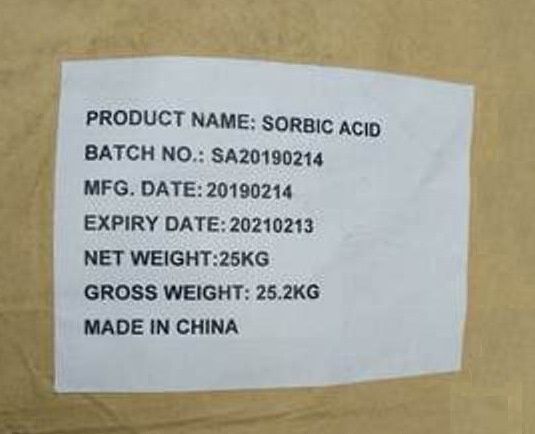 PRODUCT NAME: SORBIC ACID
BATCH NO.: SA20190214
MFG. DATE: 20190214
EXPIRY DATE: 20210213
NET WEIGHT:25KG
GROSS WEIGHT: 25.2KG
MADE IN CHINA